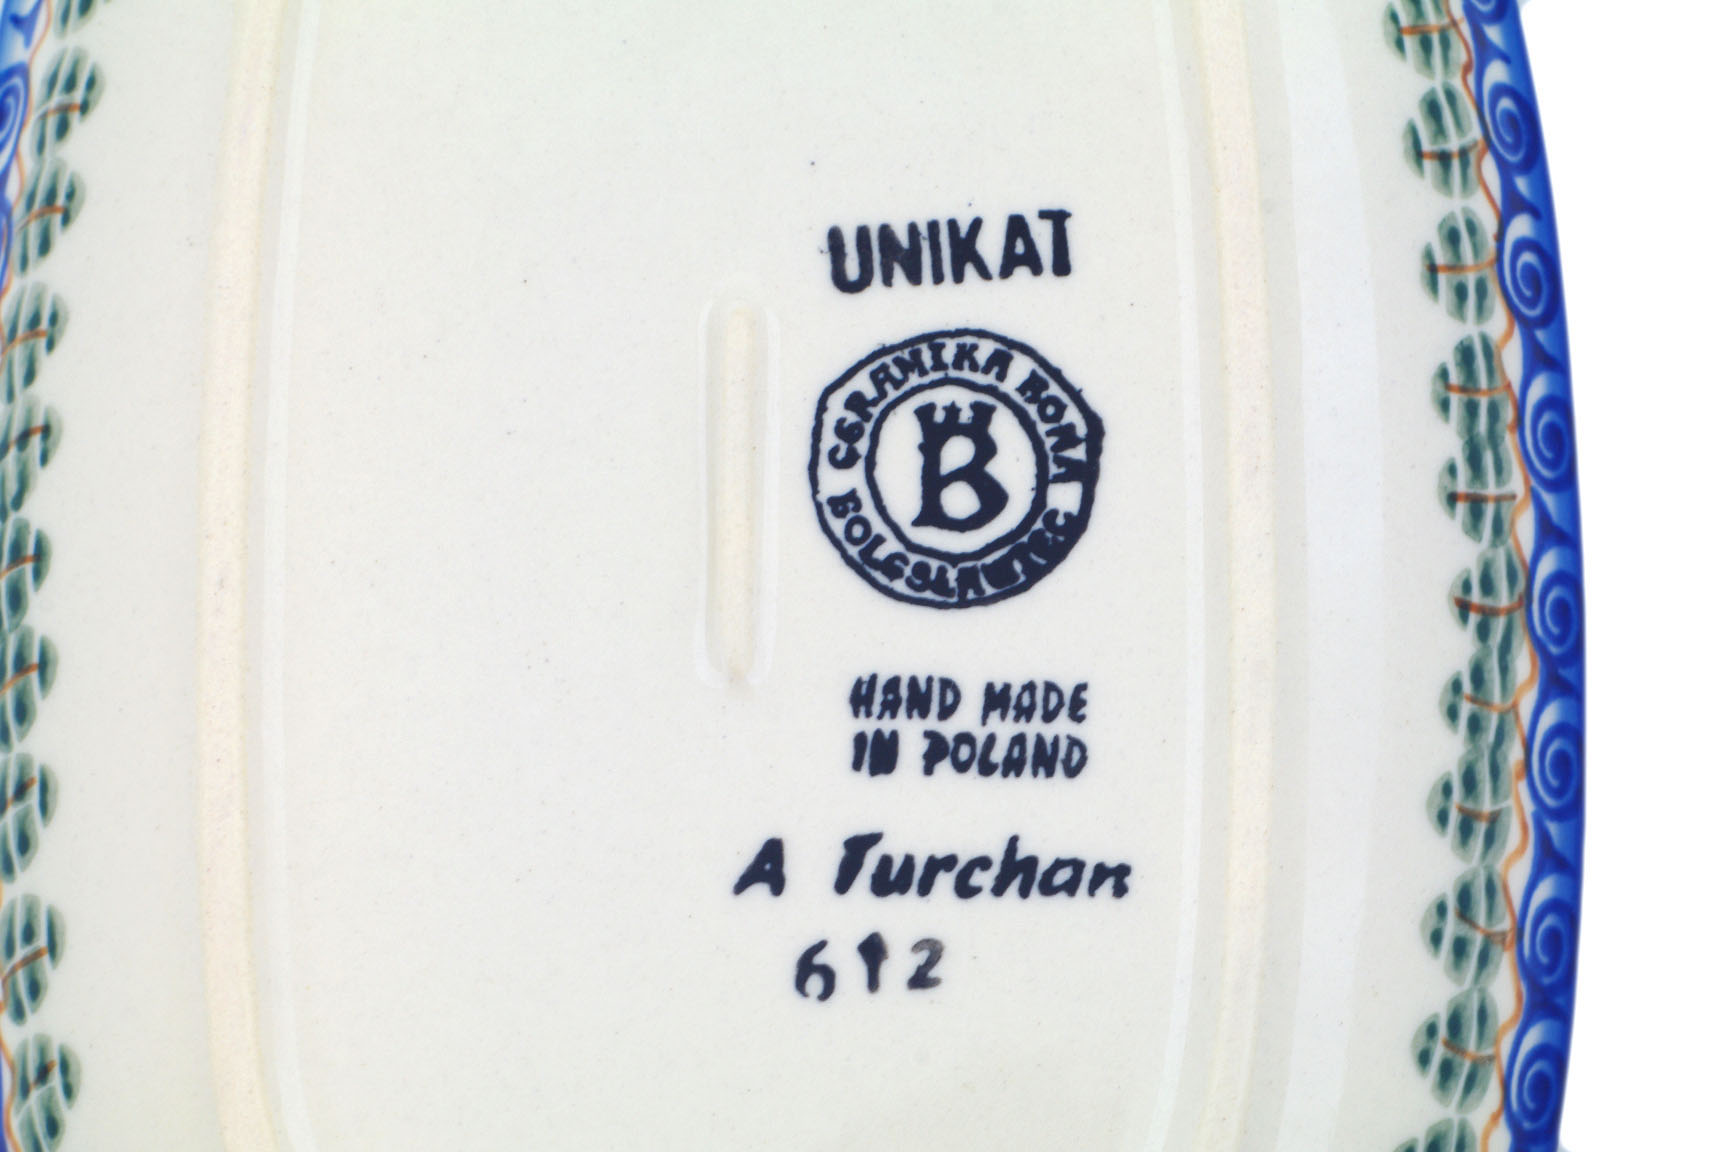 UNIKAT
CERAMIKA BONA
BOLESŁAWIEC
B
HAND MADE
IN POLAND
A Turchan
612